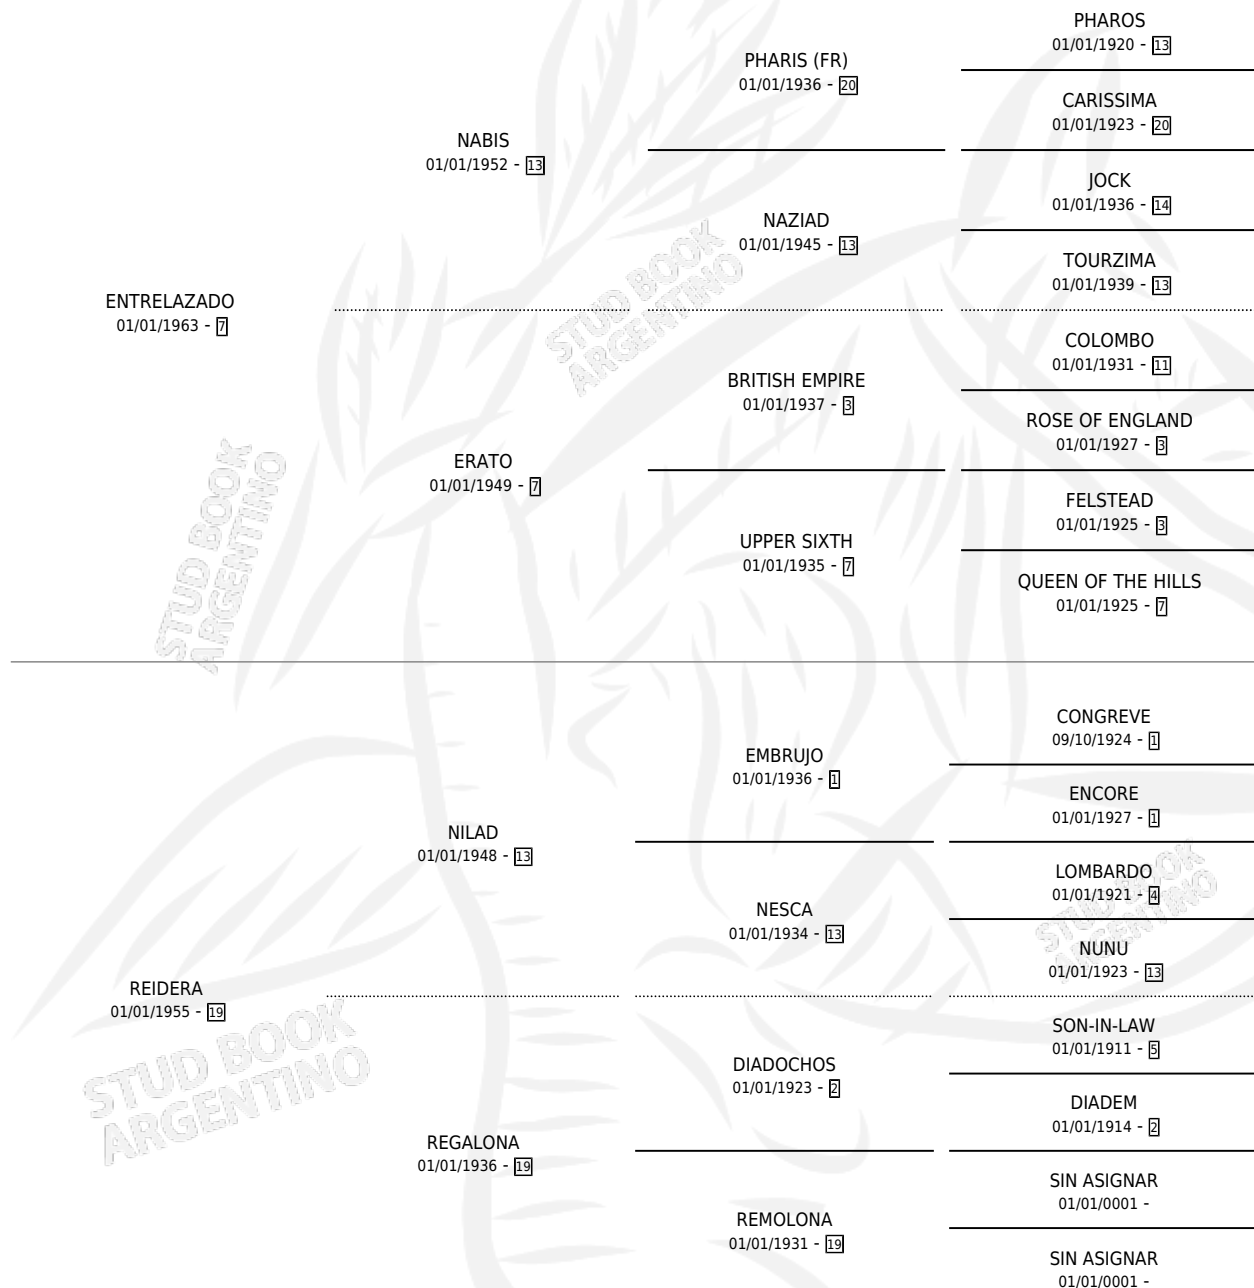 PHAROS
01/01/1920 - 13
PHARIS (FR)
01/01/1936 - 20
CARISSIMA
01/01/1923 - 20
NABIS
01/01/1952 - 13
JOCK
01/01/1936 - 14
NAZIAD
01/01/1945 - 13
TOURZIMA
01/01/1939 - 13
ENTRELAZADO
01/01/1963 - 7
COLOMBO
01/01/1931 - 11
BRITISH EMPIRE
01/01/1937 - 3
ROSE OF ENGLAND
01/01/1927 - 3
ERATO
01/01/1949 - 7
FELSTEAD
01/01/1925 - 3
UPPER SIXTH
01/01/1935 - 7
QUEEN OF THE HILLS
01/01/1925 - 7
CONGREVE
09/10/1924 - 1
EMBRUJO
01/01/1936 - 1
ENCORE
01/01/1927 - 1
NILAD
01/01/1948 - 13
LOMBARDO
01/01/1921 - 4
NESCA
01/01/1934 - 13
NUNU
01/01/1923 - 13
REIDERA
01/01/1955 - 19
SON-IN-LAW
01/01/1911 - 5
DIADOCHOS
01/01/1923 - 2
DIADEM
01/01/1914 - 2
REGALONA
01/01/1936 - 19
SIN ASIGNAR
01/01/0001 -
REMOLONA
01/01/1931 - 19
SIN ASIGNAR
01/01/0001 -
STUD BOOK
ARGENTINO
STUD BOOK
ARGENTINO
STUD BOOK
ARGENTINO
STUD BOOK
ARGENTINO